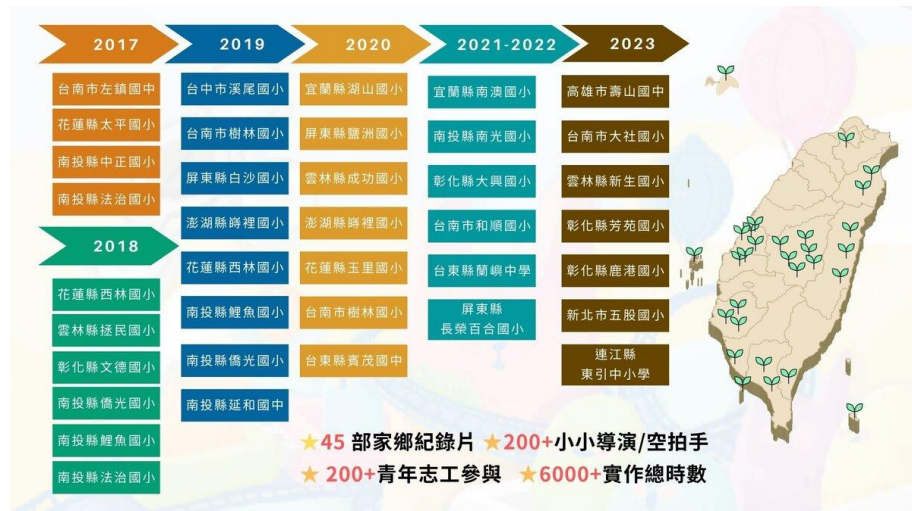 2017
台南市左鎮國中
花蓮縣太平國小
南投縣中正國小
南投縣法治國小
2018
花蓮縣西林國小
雲林縣拯民國小
彰化縣文德國小
南投縣僑光國小
南投縣鯉魚國小
南投縣法治國小
2019
台中市溪尾國小
台南市樹林國小
屏東縣白沙國小
澎湖縣嵵裡國小
花蓮縣西林國小
南投縣鯉魚國小
南投縣僑光國小
南投縣延和國中
2020
宜蘭縣湖山國小
屏東縣鹽洲國小
雲林縣成功國小
澎湖縣嵵裡國小
花蓮縣玉里國小
台南市樹林國小
台東縣賓茂國中
2021-2022
宜蘭縣南澳國小
南投縣南光國小
彰化縣大興國小
台南市和順國小
台東縣蘭嶼中學
屏東縣
長榮百合國小
2023
高雄市壽山國中
台南市大社國小
雲林縣新生國小
彰化縣芳苑國小
彰化縣鹿港國小
新北市五股國小
連江縣
東引中小學
★45 部家鄉紀錄片 ★200+小小導演/空拍手
★ 200+青年志工參與 ★6000+實作總時數